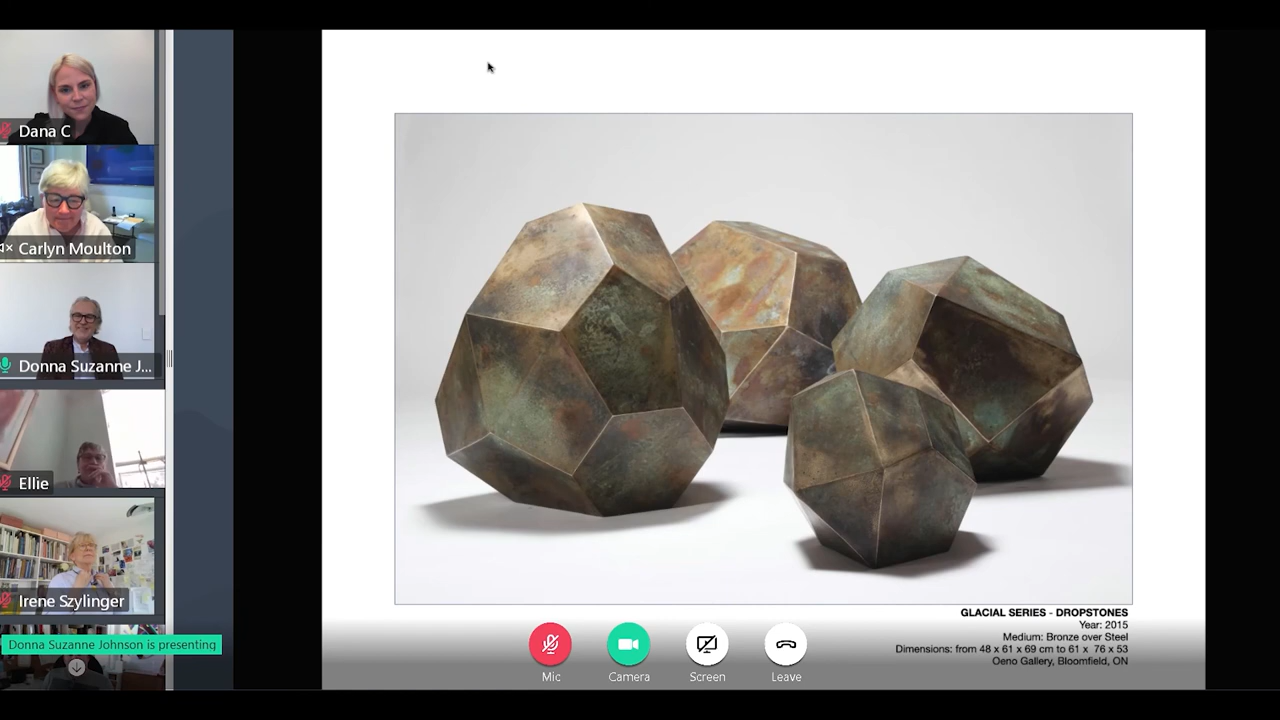 Dana C
Carlyn Moulton
Donna Suzanne J...
Ellie
Irene Szylinger
Donna Suzanne Johnson is presenting
GLACIAL SERIES - DROPSTONES
Year: 2015
Medium: Bronze over Steel
Dimensions: from 48 x 61 x 69 cm to 61 x 76 x 53
Oeno Gallery, Bloomfield, ON
Mic
Camera
Screen
Leave